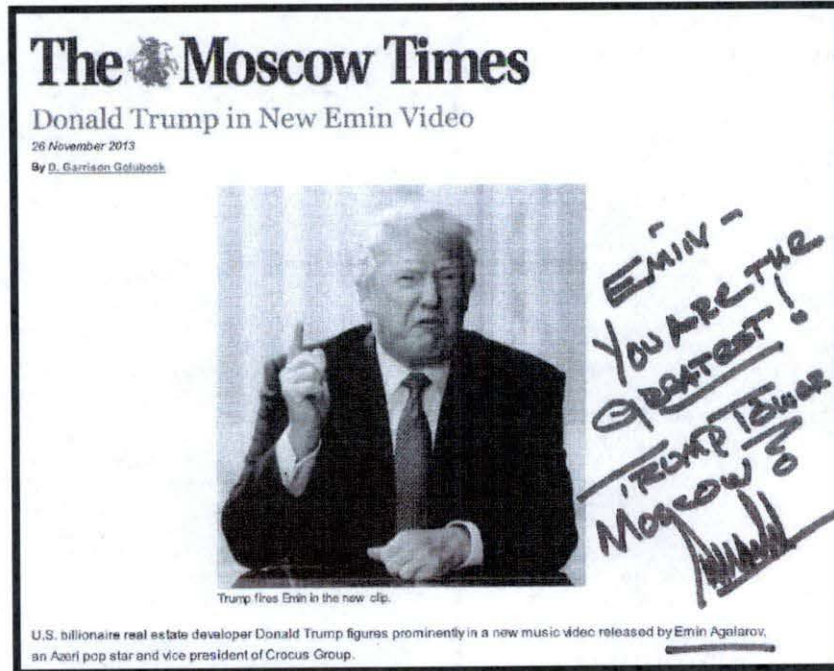 The Moscow Times
Donald Trump in New Emin Video
26 November 2013
By D. Garrison Golubock
EMIN -
YOU ARE THE
GREATEST!
TRUMP TOWER
MOSCOW?
Trump fires Emin in the new clip.
U.S. billionaire real estate developer Donald Trump figures prominently in a new music video released by Emin Agalarov,
an Azeri pop star and vice president of Crocus Group.